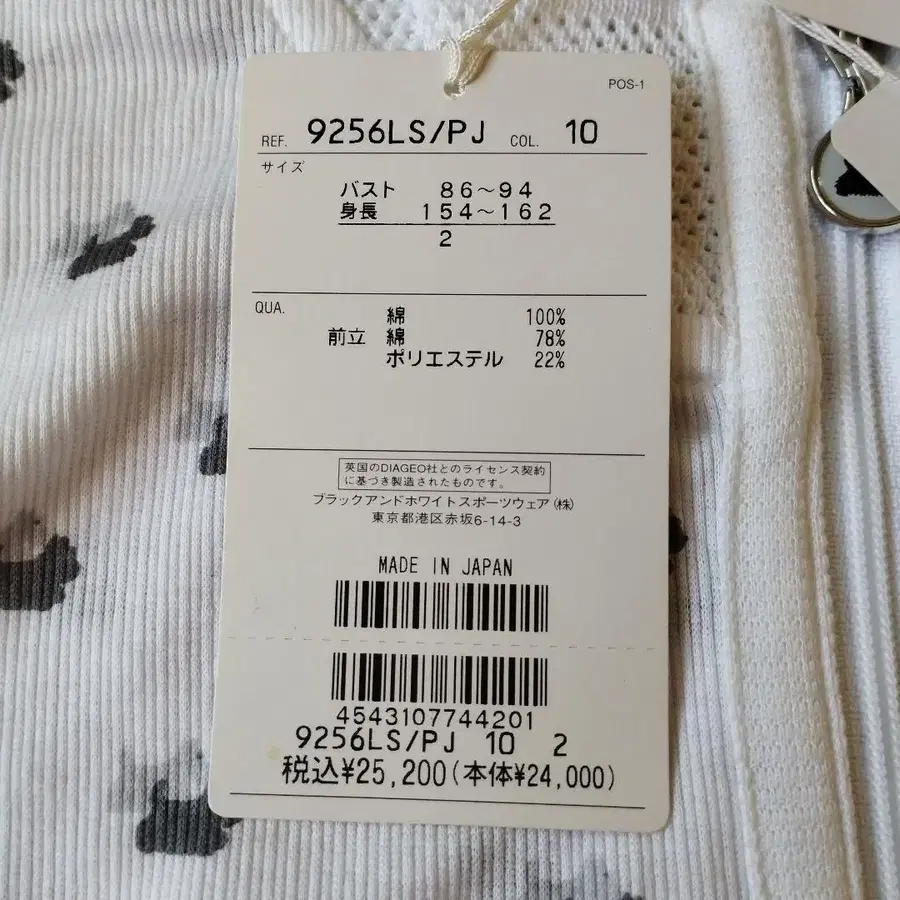 POS-1
REF. 9256LS/PJ COL. 10
サイズ
バスト 86～94
身長 154～162
2
QUA. 綿 100%
前立 綿 78%
ポリエステル 22%
英国のDIAGEO社とのライセンス契約
に基づき製造されたものです。
ブラックアンドホワイトスポーツウェア(株)
東京都港区赤坂6-14-3
MADE IN JAPAN
4543107744201
9256LS/PJ 10 2
税込¥25,200(本体¥24,000)